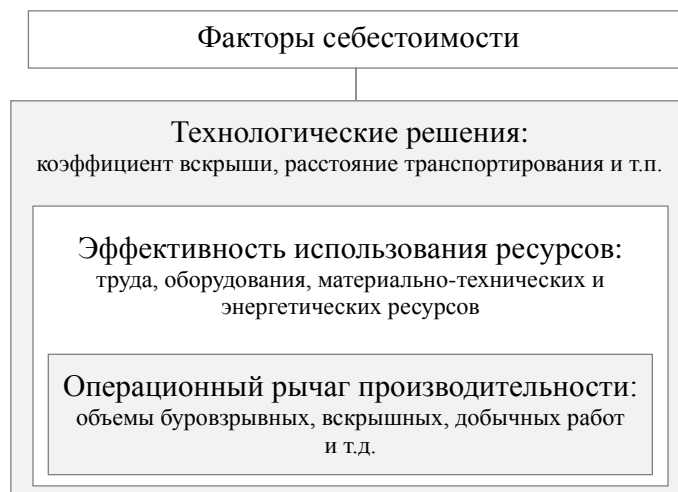 Факторы себестоимости
Технологические решения:
коэффициент вскрыши, расстояние транспортирования и т.п.
Эффективность использования ресурсов:
труда, оборудования, материально-технических и
энергетических ресурсов
Операционный рычаг производительности:
объемы буровзрывных, вскрышных, добычных работ
и т.д.